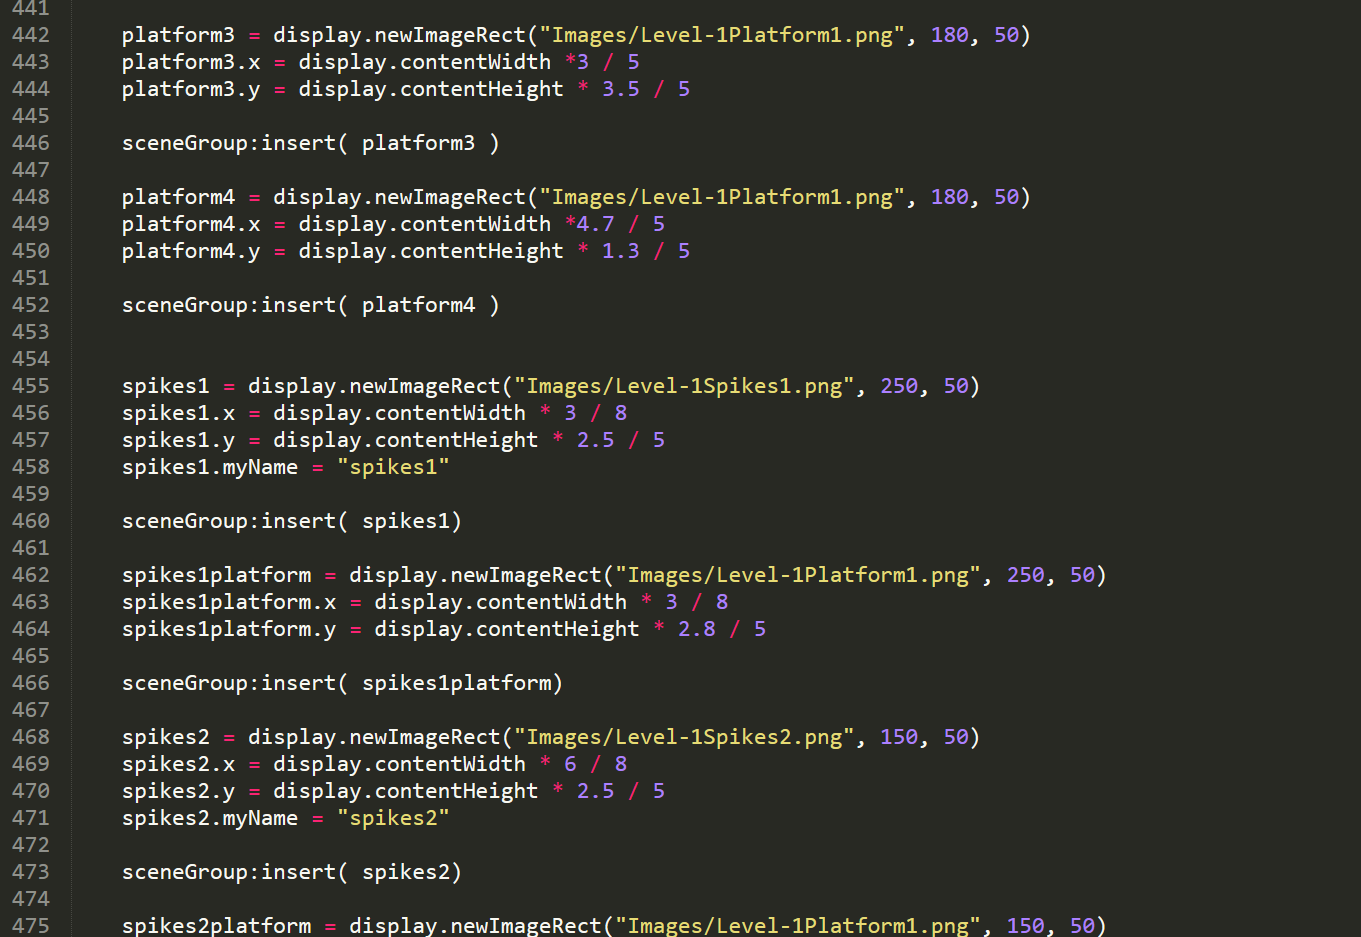 441
442 platform3 = display.newImageRect("Images/Level-1Platform1.png", 180, 50)
443 platform3.x = display.contentWidth *3 / 5
444 platform3.y = display.contentHeight * 3.5 / 5
445
446 sceneGroup:insert( platform3 )
447
448 platform4 = display.newImageRect("Images/Level-1Platform1.png", 180, 50)
449 platform4.x = display.contentWidth *4.7 / 5
450 platform4.y = display.contentHeight * 1.3 / 5
451
452 sceneGroup:insert( platform4 )
453
454
455 spikes1 = display.newImageRect("Images/Level-1Spikes1.png", 250, 50)
456 spikes1.x = display.contentWidth * 3 / 8
457 spikes1.y = display.contentHeight * 2.5 / 5
458 spikes1.myName = "spikes1"
459
460 sceneGroup:insert( spikes1)
461
462 spikes1platform = display.newImageRect("Images/Level-1Platform1.png", 250, 50)
463 spikes1platform.x = display.contentWidth * 3 / 8
464 spikes1platform.y = display.contentHeight * 2.8 / 5
465
466 sceneGroup:insert( spikes1platform)
467
468 spikes2 = display.newImageRect("Images/Level-1Spikes2.png", 150, 50)
469 spikes2.x = display.contentWidth * 6 / 8
470 spikes2.y = display.contentHeight * 2.5 / 5
471 spikes2.myName = "spikes2"
472
473 sceneGroup:insert( spikes2)
474
475 spikes2platform = display.newImageRect("Images/Level-1Platform1.png", 150, 50)